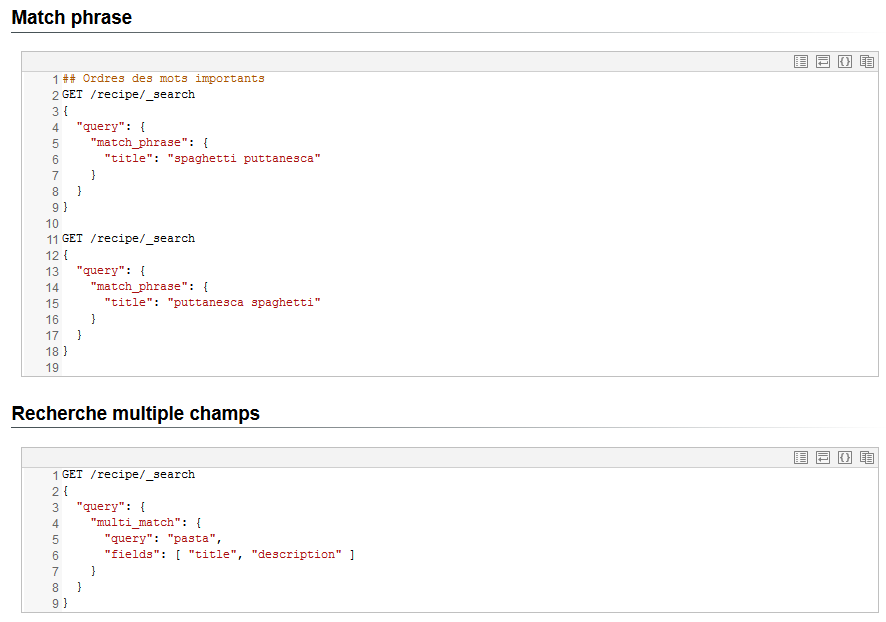 Match phrase
1 ## Ordres des mots importants
2 GET /recipe/_search
3 {
4   "query": {
5     "match_phrase": {
6       "title": "spaghetti puttanesca"
7     }
8   }
9 }
10
11 GET /recipe/_search
12 {
13   "query": {
14     "match_phrase": {
15       "title": "puttanesca spaghetti"
16     }
17   }
18 }
19
Recherche multiple champs
1 GET /recipe/_search
2 {
3   "query": {
4     "multi_match": {
5       "query": "pasta",
6       "fields": [ "title", "description" ]
7     }
8   }
9 }